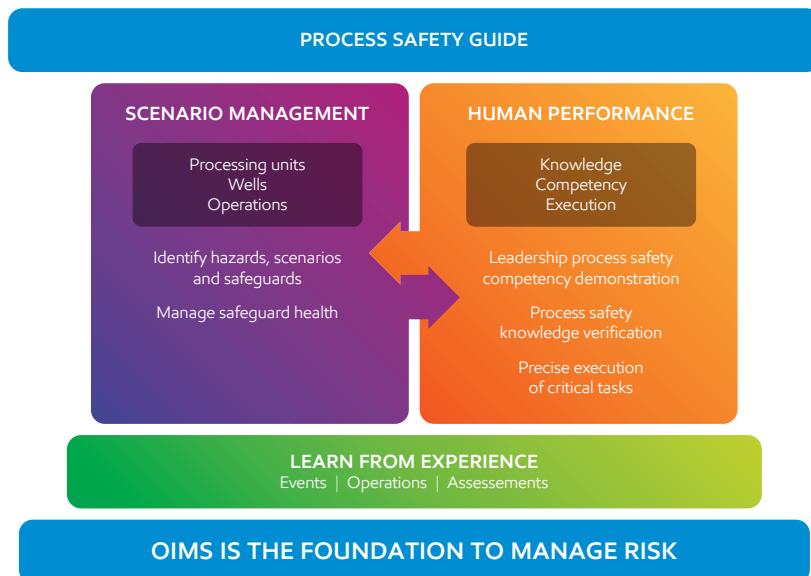 PROCESS SAFETY GUIDE
SCENARIO MANAGEMENT
Processing units
Wells
Operations
Identify hazards, scenarios
and safeguards
Manage safeguard health
HUMAN PERFORMANCE
Knowledge
Competency
Execution
Leadership process safety
competency demonstration
Process safety
knowledge verification
Precise execution
of critical tasks
LEARN FROM EXPERIENCE
Events | Operations | Assessements
OIMS IS THE FOUNDATION TO MANAGE RISK